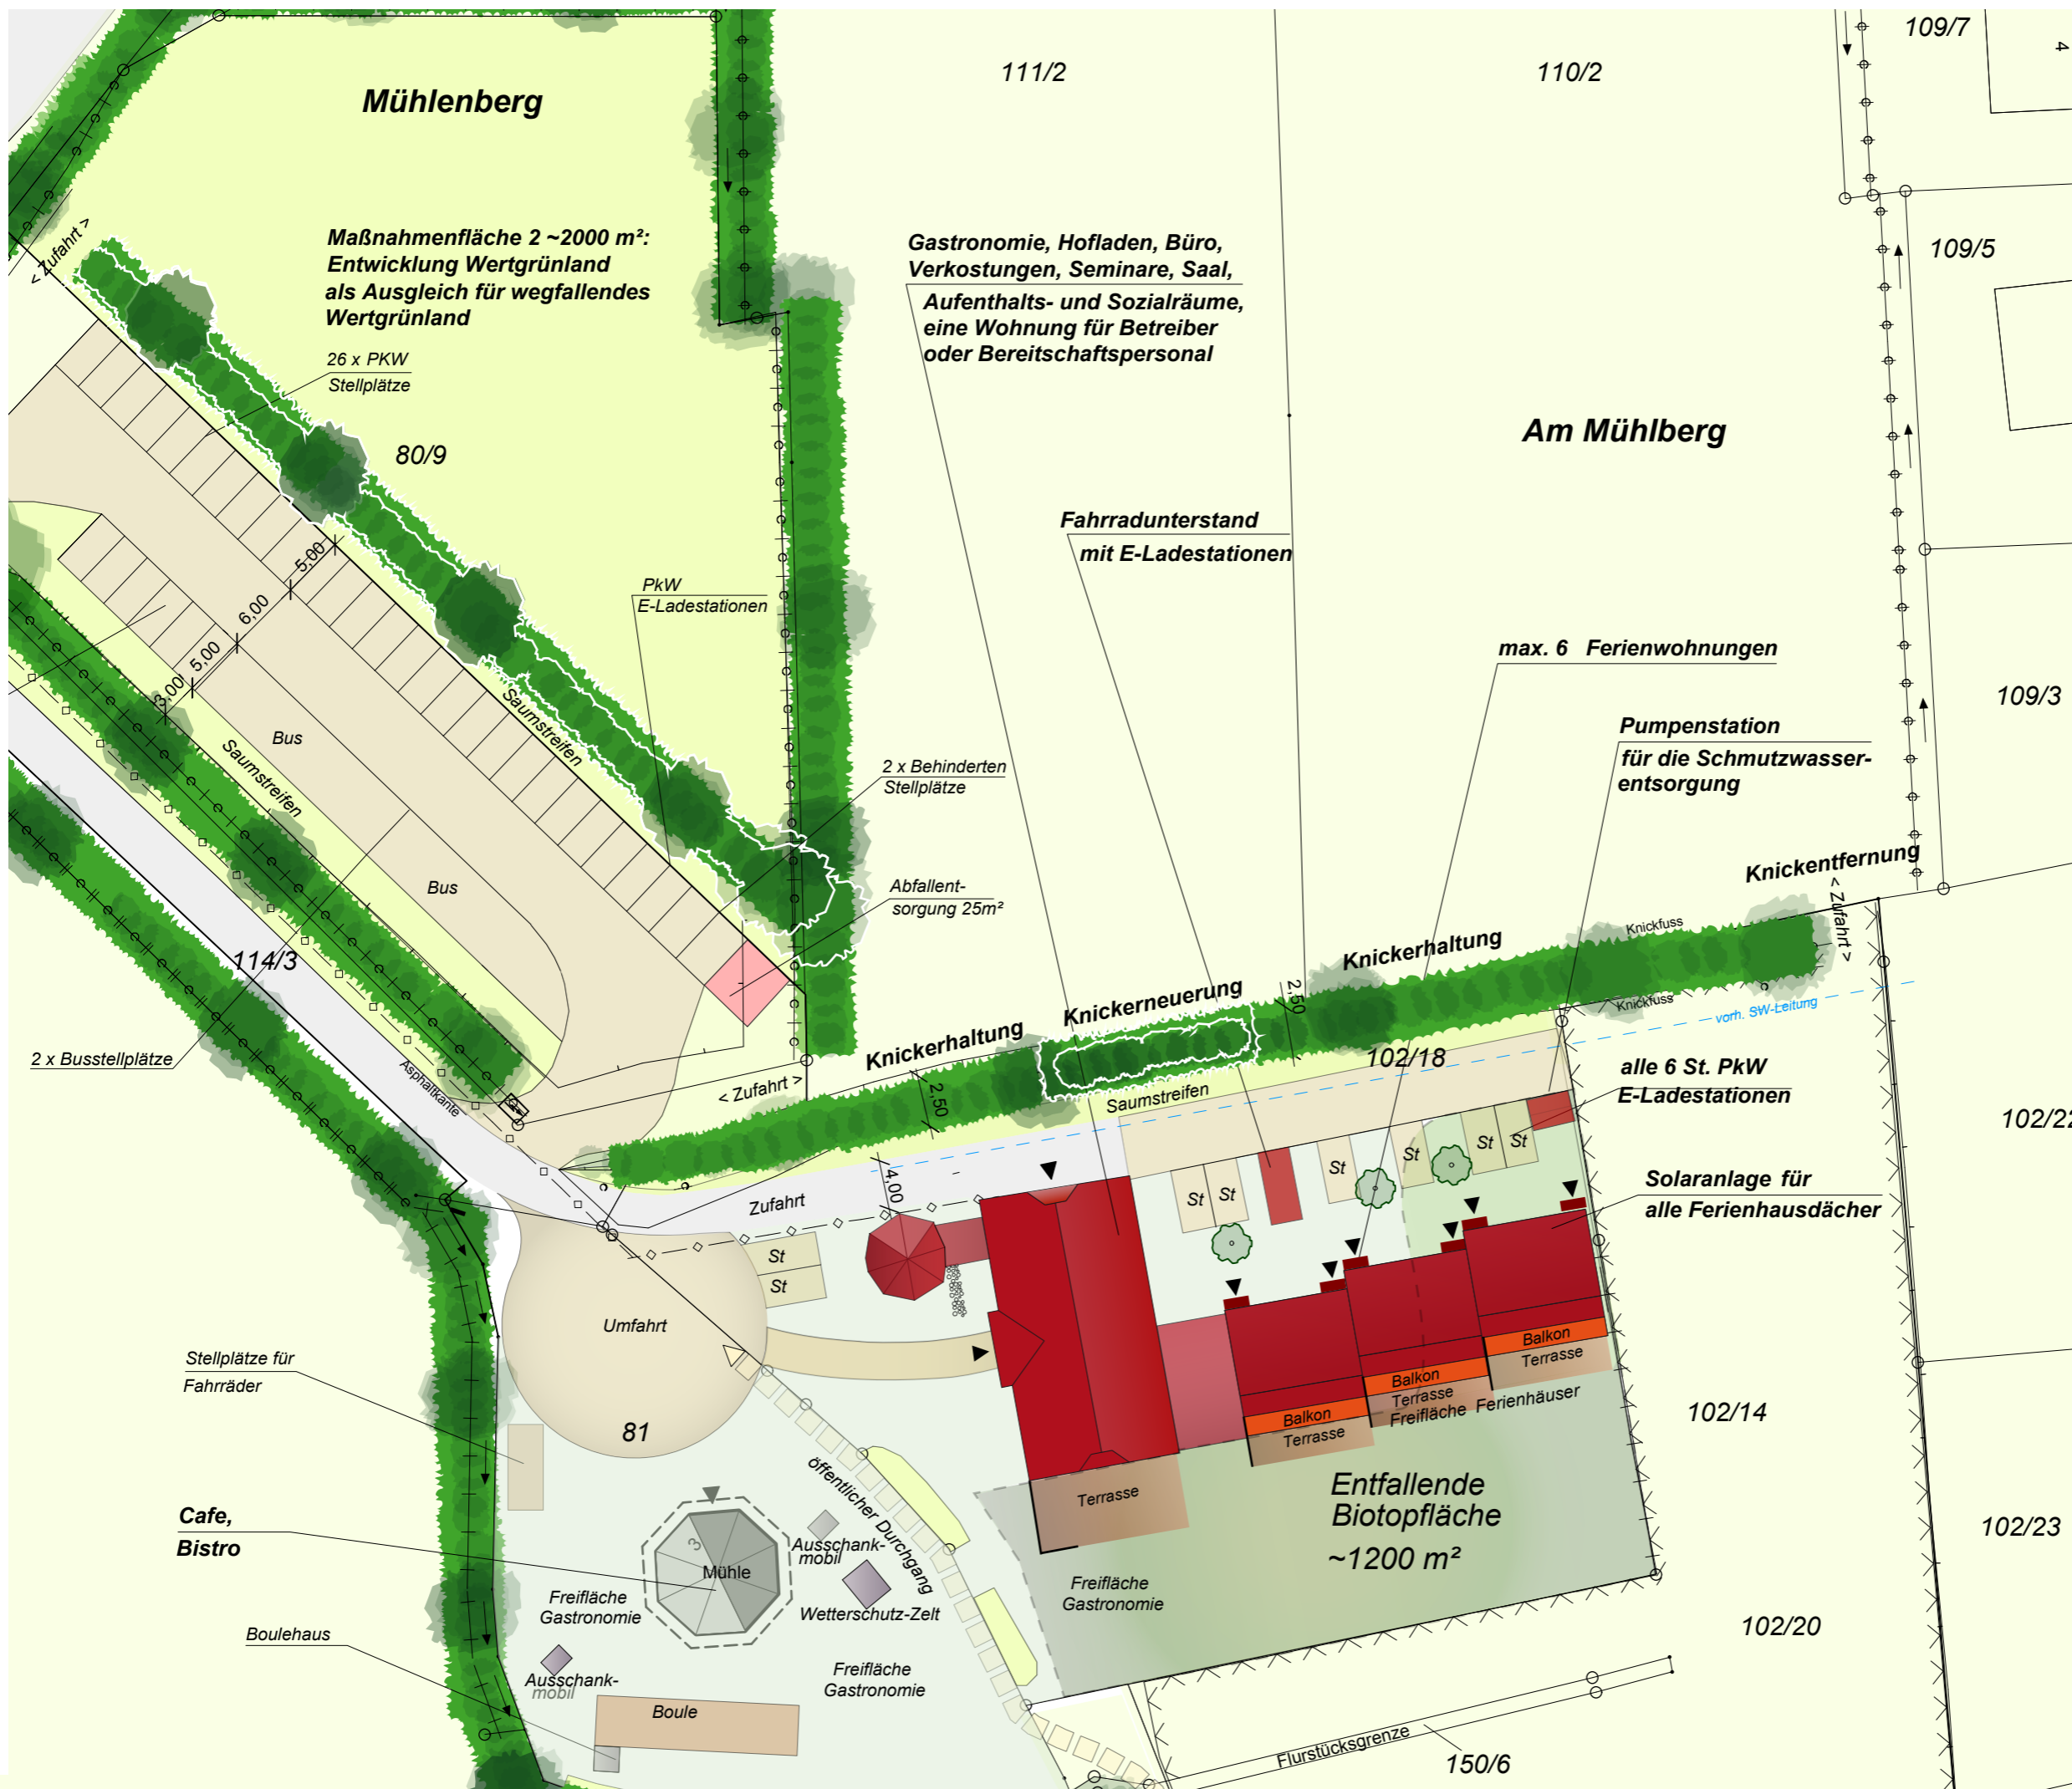 109/7
4
111/2
110/2
Mühlenberg
< Zufahrt >
Maßnahmenfläche 2 ~2000 m²:
Entwicklung Wertgrünland
als Ausgleich für wegfallendes
Wertgrünland
Gastronomie, Hofladen, Büro,
Verkostungen, Seminare, Saal,
Aufenthalts- und Sozialräume,
eine Wohnung für Betreiber
oder Bereitschaftspersonal
109/5
26 x PKW
Stellplätze
80/9
Am Mühlberg
Fahrradunterstand
mit E-Ladestationen
5,00
6,00
5,00
3,00
PkW
E-Ladestationen
max. 6 Ferienwohnungen
109/3
Saumstreifen
Bus
Saumstreifen
Pumpenstation
für die Schmutzwasser-
entsorgung
2 x Behinderten
Stellplätze
Bus
Abfallent-
sorgung 25m²
Knickentfernung
< Zufahrt >
Knickfuss
Knickerhaltung
114/3
Knickerneuerung
2,50
Knickfuss
vorh. SW-Leitung
Knickerhaltung
102/18
2 x Busstellplätze
Asphaltkante
< Zufahrt >
2,50
Saumstreifen
alle 6 St. PkW
E-Ladestationen
102/22
St
St
St
St
St
St
4,00
Zufahrt
Solaranlage für
alle Ferienhausdächer
St
St
Umfahrt
Stellplätze für
Fahrräder
Balkon
Terrasse
Balkon
Terrasse
Freifläche Ferienhäuser
Balkon
Terrasse
81
102/14
öffentlicher Durchgang
Terrasse
Entfallende
Biotopfläche
~1200 m²
Cafe,
Bistro
102/23
3
Mühle
Ausschank-
mobil
Freifläche
Gastronomie
Wetterschutz-Zelt
Freifläche
Gastronomie
Boulehaus
102/20
Ausschank-
mobil
Freifläche
Gastronomie
Boule
Flurstücksgrenze
150/6